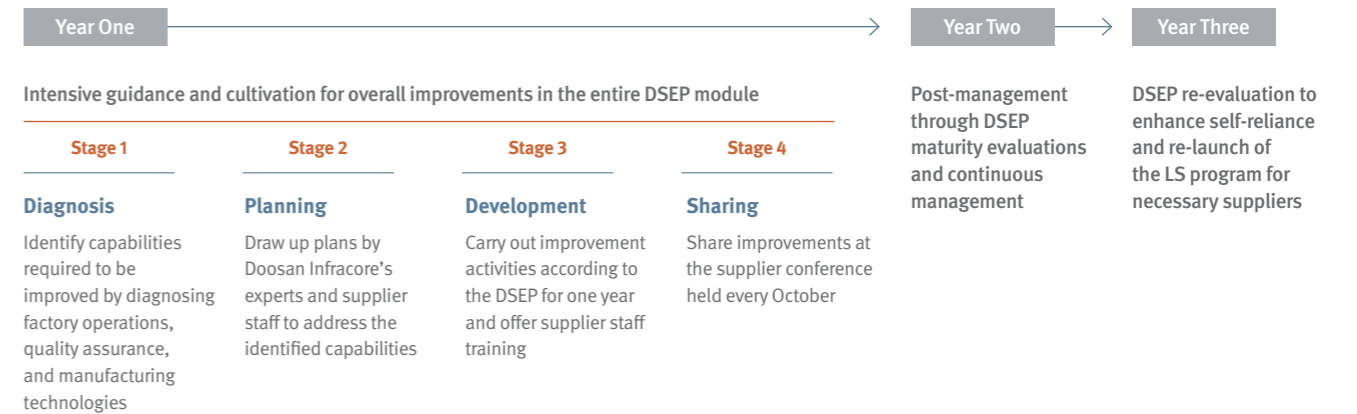 Year One
Year Two
Year Three
Intensive guidance and cultivation for overall improvements in the entire DSEP module
Stage 1
Diagnosis
Identify capabilities
required to be
improved by diagnosing
factory operations,
quality assurance,
and manufacturing
technologies
Stage 2
Planning
Draw up plans by
Doosan Infracore’s
experts and supplier
staff to address the
identified capabilities
Stage 3
Development
Carry out improvement
activities according to
the DSEP for one year
and offer supplier staff
training
Stage 4
Sharing
Share improvements at
the supplier conference
held every October
Post-management
through DSEP
maturity evaluations
and continuous
management
DSEP re-evaluation to
enhance self-reliance
and re-launch of
the LS program for
necessary suppliers